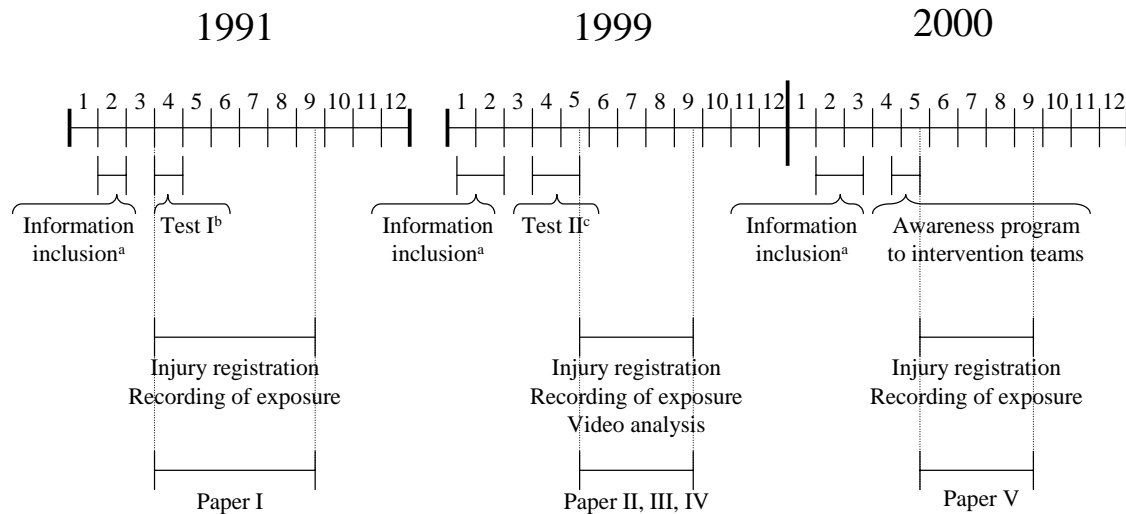 1991 1999 2000
1 2 3 4 5 6 7 8 9 10 11 12 1 2 3 4 5 6 7 8 9 10 11 12 1 2 3 4 5 6 7 8 9 10 11 12
Information inclusionᵃ
Test Iᵇ
Information inclusionᵃ
Test IIᶜ
Information inclusionᵃ
Awareness program
to intervention teams
Injury registration
Recording of exposure
Injury registration
Recording of exposure
Video analysis
Injury registration
Recording of exposure
Paper I
Paper II, III, IV
Paper V